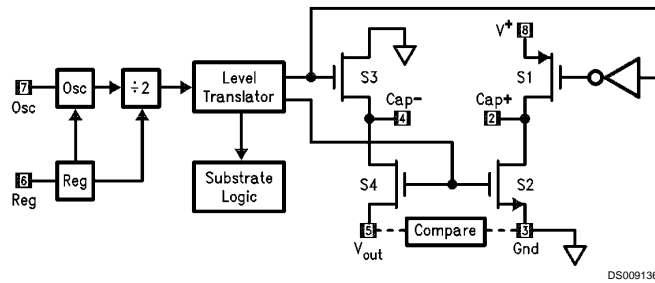 V+
8
S3
S1
7
Osc
÷2
Level
Translator
Osc
Cap-
4
Cap+
2
6
Reg
Reg
Substrate
Logic
S4
S2
5
Compare
3
Vout
Gnd
DS009136